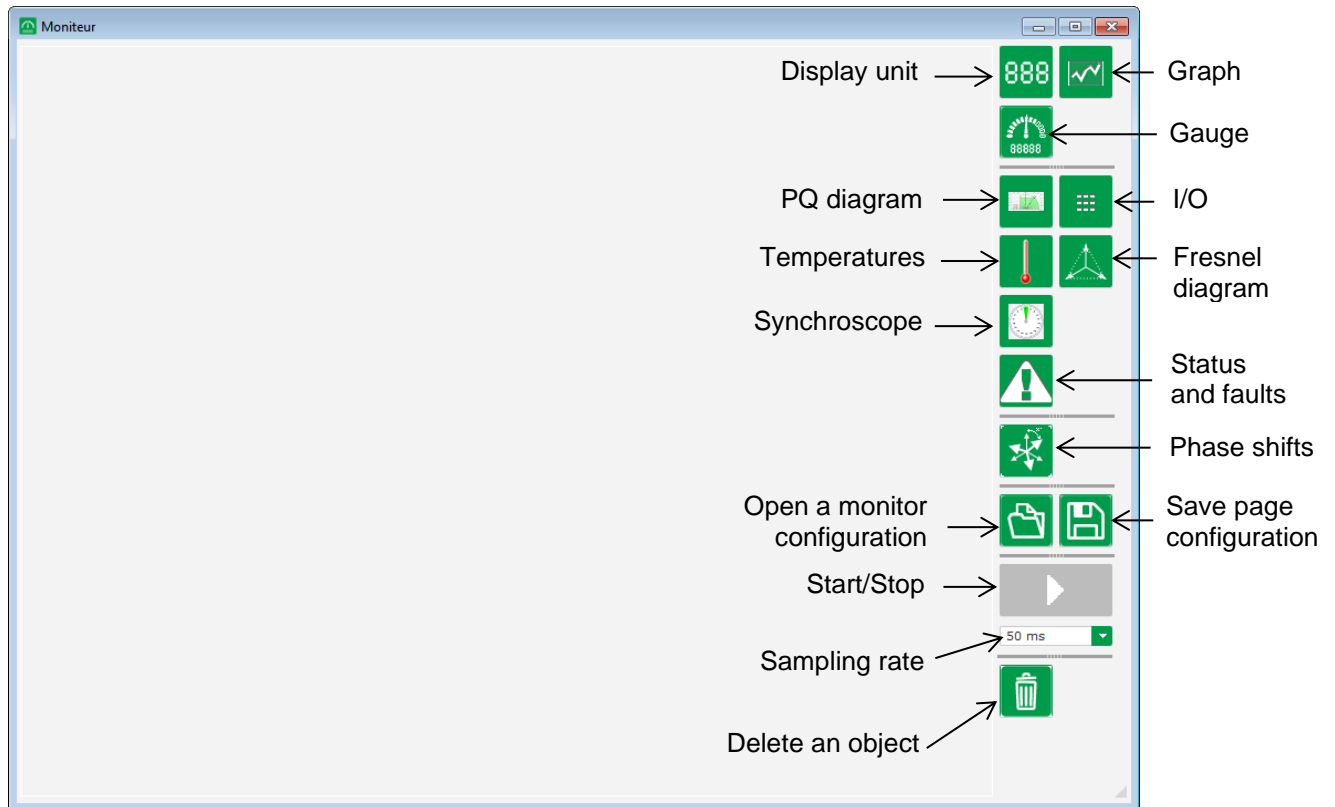 Moniteur
Display unit
888
Graph
88888
Gauge
PQ diagram
I/O
Temperatures
Fresnel
diagram
Synchroscope
Status
and faults
Phase shifts
Open a monitor
configuration
Save page
configuration
Start/Stop
50 ms
Sampling rate
Delete an object